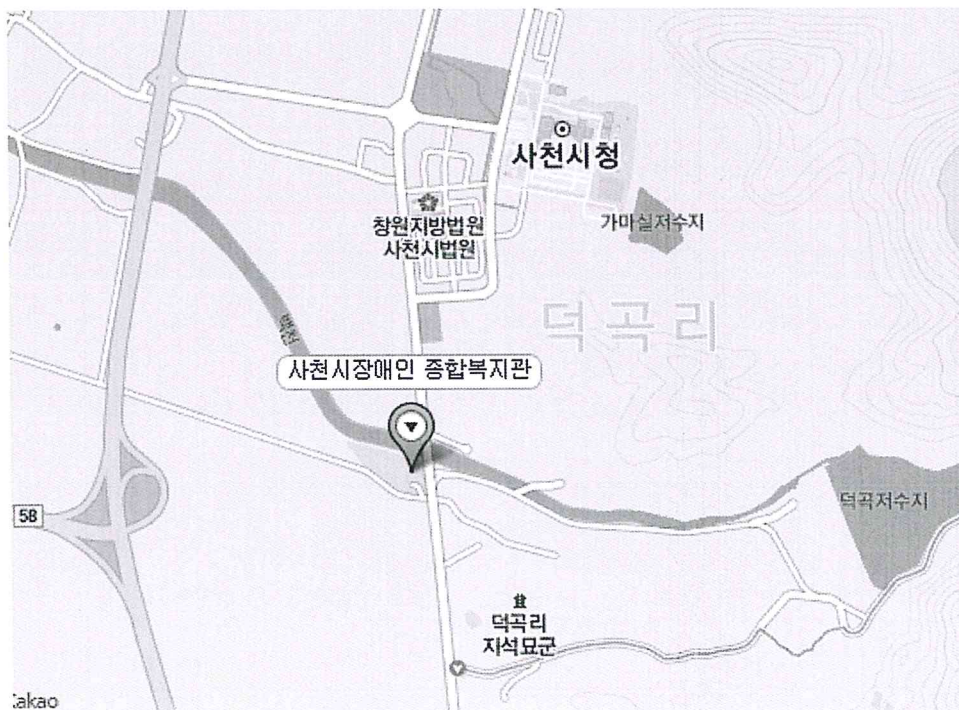 사천시청
가마실저수지
창원지방법원
사천시법원
덕곡리
백천
사천시장애인 종합복지관
58
덕곡저수지
덕곡리
지석묘군
kakao